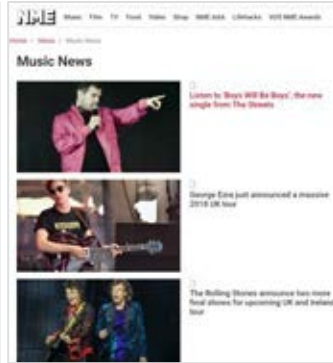 NME Music Film TV Food Video Shop NME Asia Lifehacks VO5 NME Awards
Home News Music News
Music News
Listen to 'Boys Will Be Boys', the new
single from The Streets
George Ezra just announced a massive
2018 UK tour
The Rolling Stones announce two more
final shows for upcoming UK and Ireland
tour